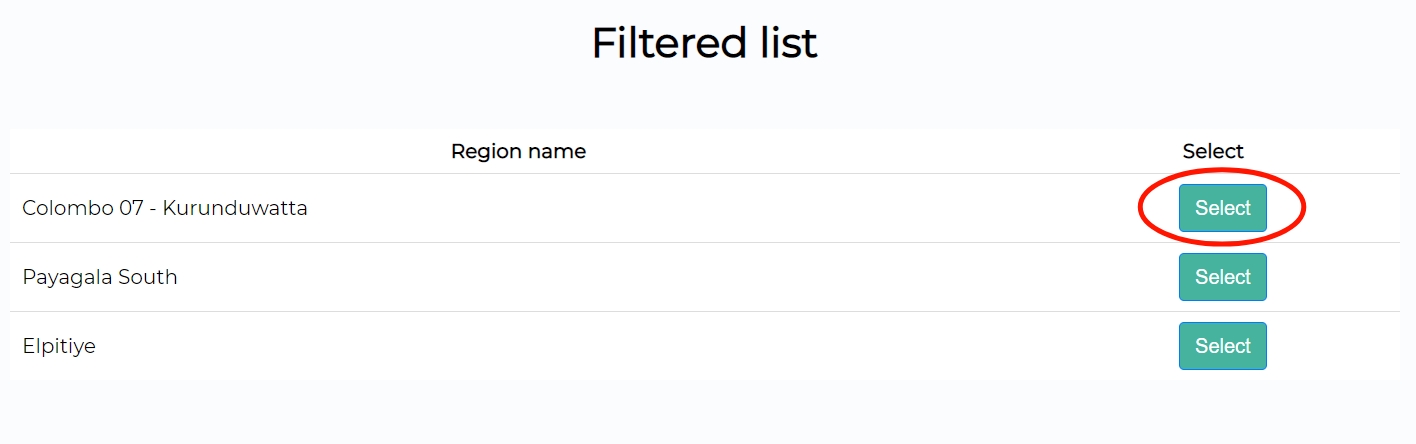 Filtered list
Region name Select
Colombo 07 - Kurunduwatta Select
Payagala South Select
Elpitiye Select